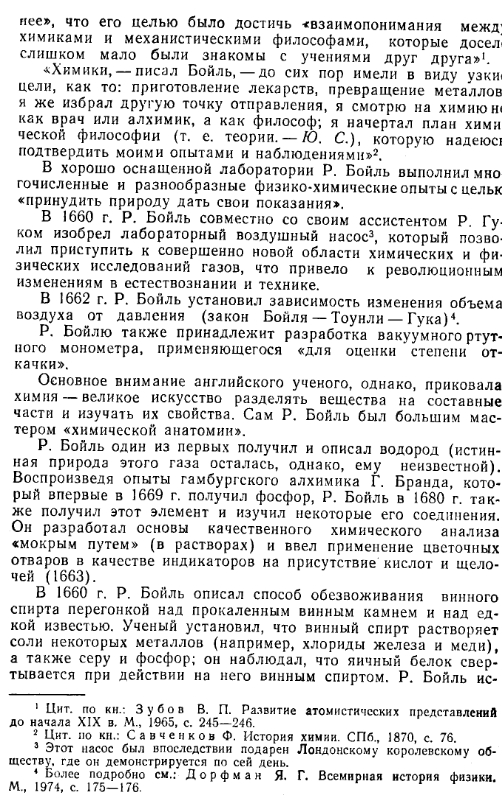 нее», что его целью было достичь «взаимопонимания межд
химиками и механистическими философами, которые досел
слишком мало были знакомы с учениями друг друга»¹.
«Химики, — писал Бойль, — до сих пор имели в виду узки
цели, как то: приготовление лекарств, превращение металлов
я же избрал другую точку отправления, я смотрю на химию не
как врач или алхимик, а как философ; я начертал план хими
ческой философии (т. е. теории. — Ю. С.), которую надеюсь
подтвердить моими опытами и наблюдениями»².
В хорошо оснащенной лаборатории Р. Бойль выполнил мно
гочисленные и разнообразные физико-химические опыты с целью
«принудить природу дать свои показания».
В 1660 г. Р. Бойль совместно со своим ассистентом Р. Гу-
ком изобрел лабораторный воздушный насос³, который позво-
лил приступить к совершенно новой области химических и фи-
зических исследований газов, что привело к революционным
изменениям в естествознании и технике.
В 1662 г. Р. Бойль установил зависимость изменения объема
воздуха от давления (закон Бойля — Тоунли — Гука)⁴.
Р. Бойлю также принадлежит разработка вакуумного ртут-
ного монометра, применяющегося «для оценки степени от-
качки».
Основное внимание английского ученого, однако, приковала
химия — великое искусство разделять вещества на составные
части и изучать их свойства. Сам Р. Бойль был большим мас-
тером «химической анатомии».
Р. Бойль один из первых получил и описал водород (истин-
ная природа этого газа осталась, однако, ему неизвестной).
Воспроизведя опыты гамбургского алхимика Г. Бранда, кото-
рый впервые в 1669 г. получил фосфор, Р. Бойль в 1680 г. так-
же получил этот элемент и изучил некоторые его соединения.
Он разработал основы качественного химического анализа
«мокрым путем» (в растворах) и ввел применение цветочных
отваров в качестве индикаторов на присутствие кислот и щело-
чей (1663).
В 1660 г. Р. Бойль описал способ обезвоживания винного
спирта перегонкой над прокаленным винным камнем и над ед-
кой известью. Ученый установил, что винный спирт растворяет
соли некоторых металлов (например, хлориды железа и меди),
а также серу и фосфор; он наблюдал, что яичный белок свер-
тывается при действии на него винным спиртом. Р. Бойль ис-
¹ Цит. по кн.: Зубов В. П. Развитие атомистических представлений
до начала XIX в. М., 1965, с. 245—246.
² Цит. по кн.: Савченков Ф. История химии. СПб., 1870, с. 76.
³ Этот насос был впоследствии подарен Лондонскому королевскому об-
ществу, где он демонстрируется по сей день.
⁴ Более подробно см.: Дорфман Я. Г. Всемирная история физики.
М., 1974, с. 175—176.